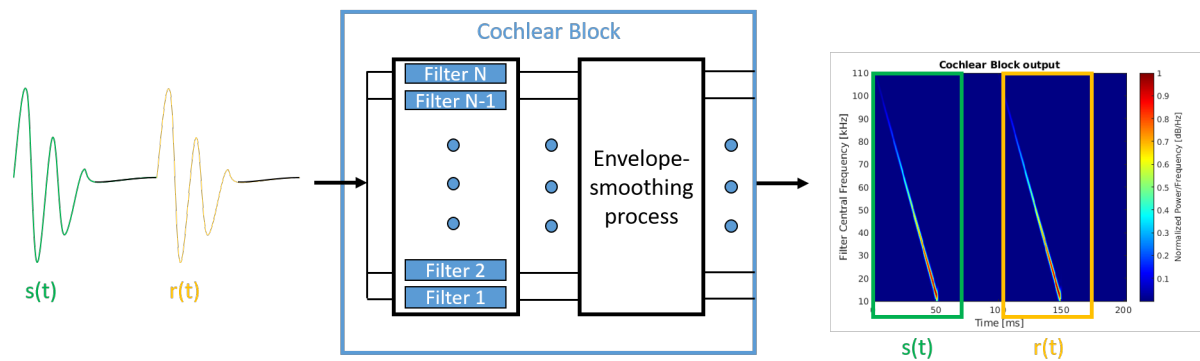 Cochlear Block
Filter N
Filter N-1
Filter 2
Filter 1
Envelope-
smoothing
process
s(t)
r(t)
Cochlear Block output
Filter Central Frequency [kHz]
110
100
90
80
70
60
50
40
30
20
10
50
100
150
200
Time [ms]
1
0.9
0.8
0.7
0.6
0.5
0.4
0.3
0.2
0.1
Normalized Power/Frequency [dB/Hz]
s(t)
r(t)